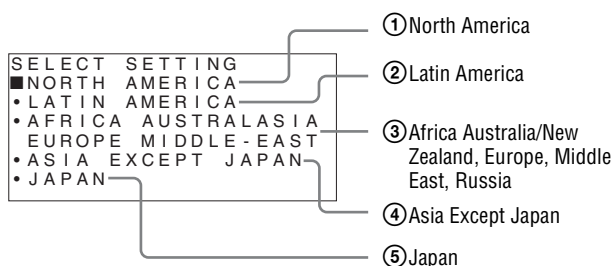 SELECT SETTING
■NORTH AMERICA
•LATIN AMERICA
•AFRICA AUSTRALASIA
EUROPE MIDDLE-EAST
•ASIA EXCEPT JAPAN
•JAPAN
①North America
②Latin America
③Africa Australia/New
Zealand, Europe, Middle
East, Russia
④Asia Except Japan
⑤Japan